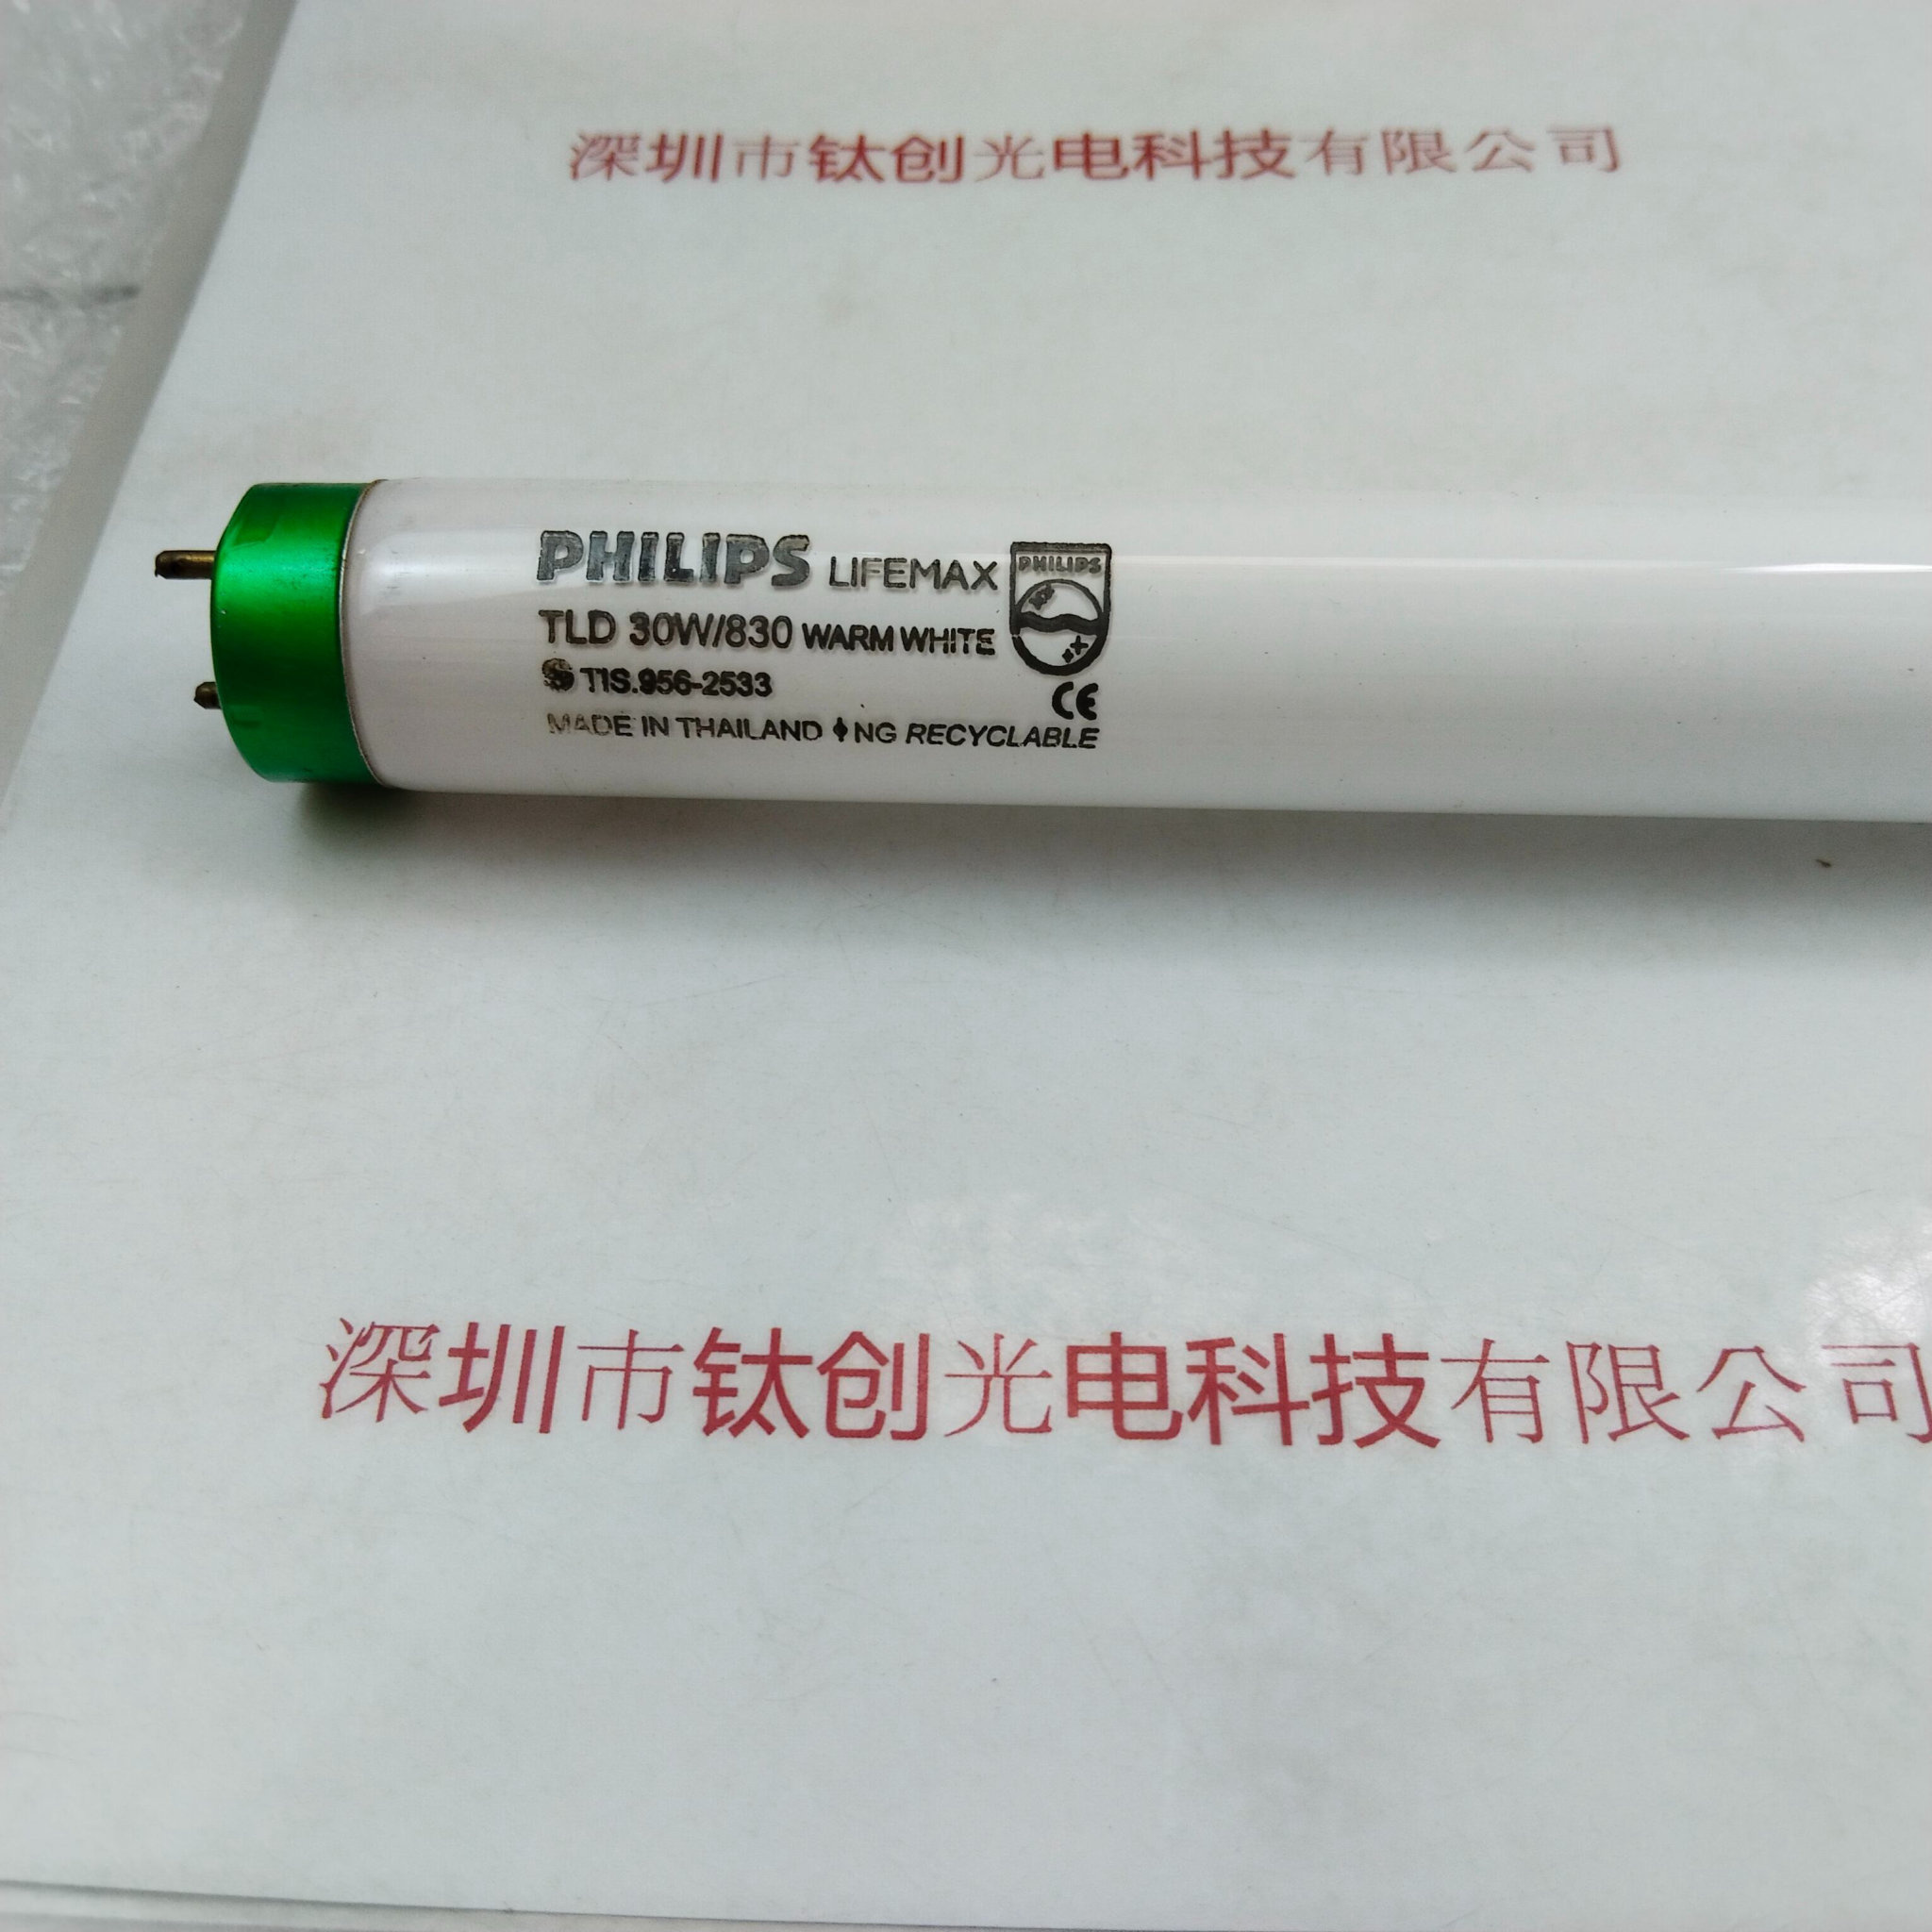 深圳市钛创光电科技有限公司
PHILIPS LIFEMAX
PHILIPS
TLD 30W/830 WARM WHITE
TIS.956-2533
CE
MADE IN THAILAND NG RECYCLABLE
深圳市钛创光电科技有限公司